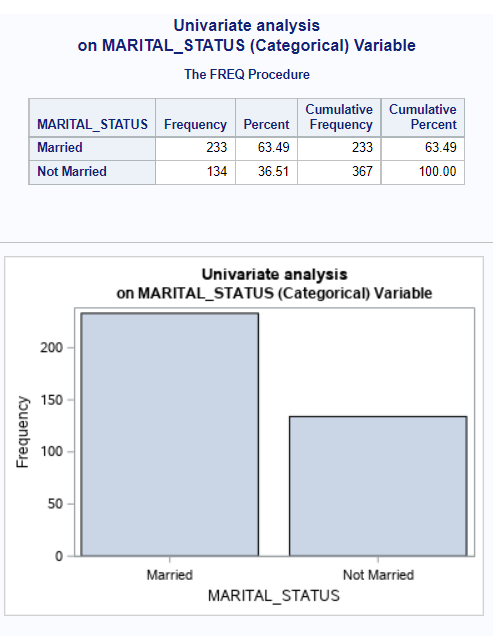 Univariate analysis
on MARITAL_STATUS (Categorical) Variable
The FREQ Procedure
MARITAL_STATUS Frequency Percent Cumulative Frequency Cumulative Percent
Married 233 63.49 233 63.49
Not Married 134 36.51 367 100.00
Univariate analysis
on MARITAL_STATUS (Categorical) Variable
Frequency
200
150
100
50
0
Married Not Married
MARITAL_STATUS